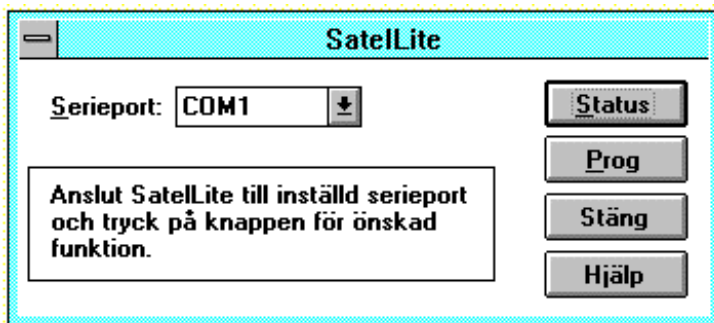 SatelLite
Serieport: COM1
Status
Prog
Anslut SatelLite till inställd serieport
och tryck på knappen för önskad
funktion.
Stäng
Hjälp